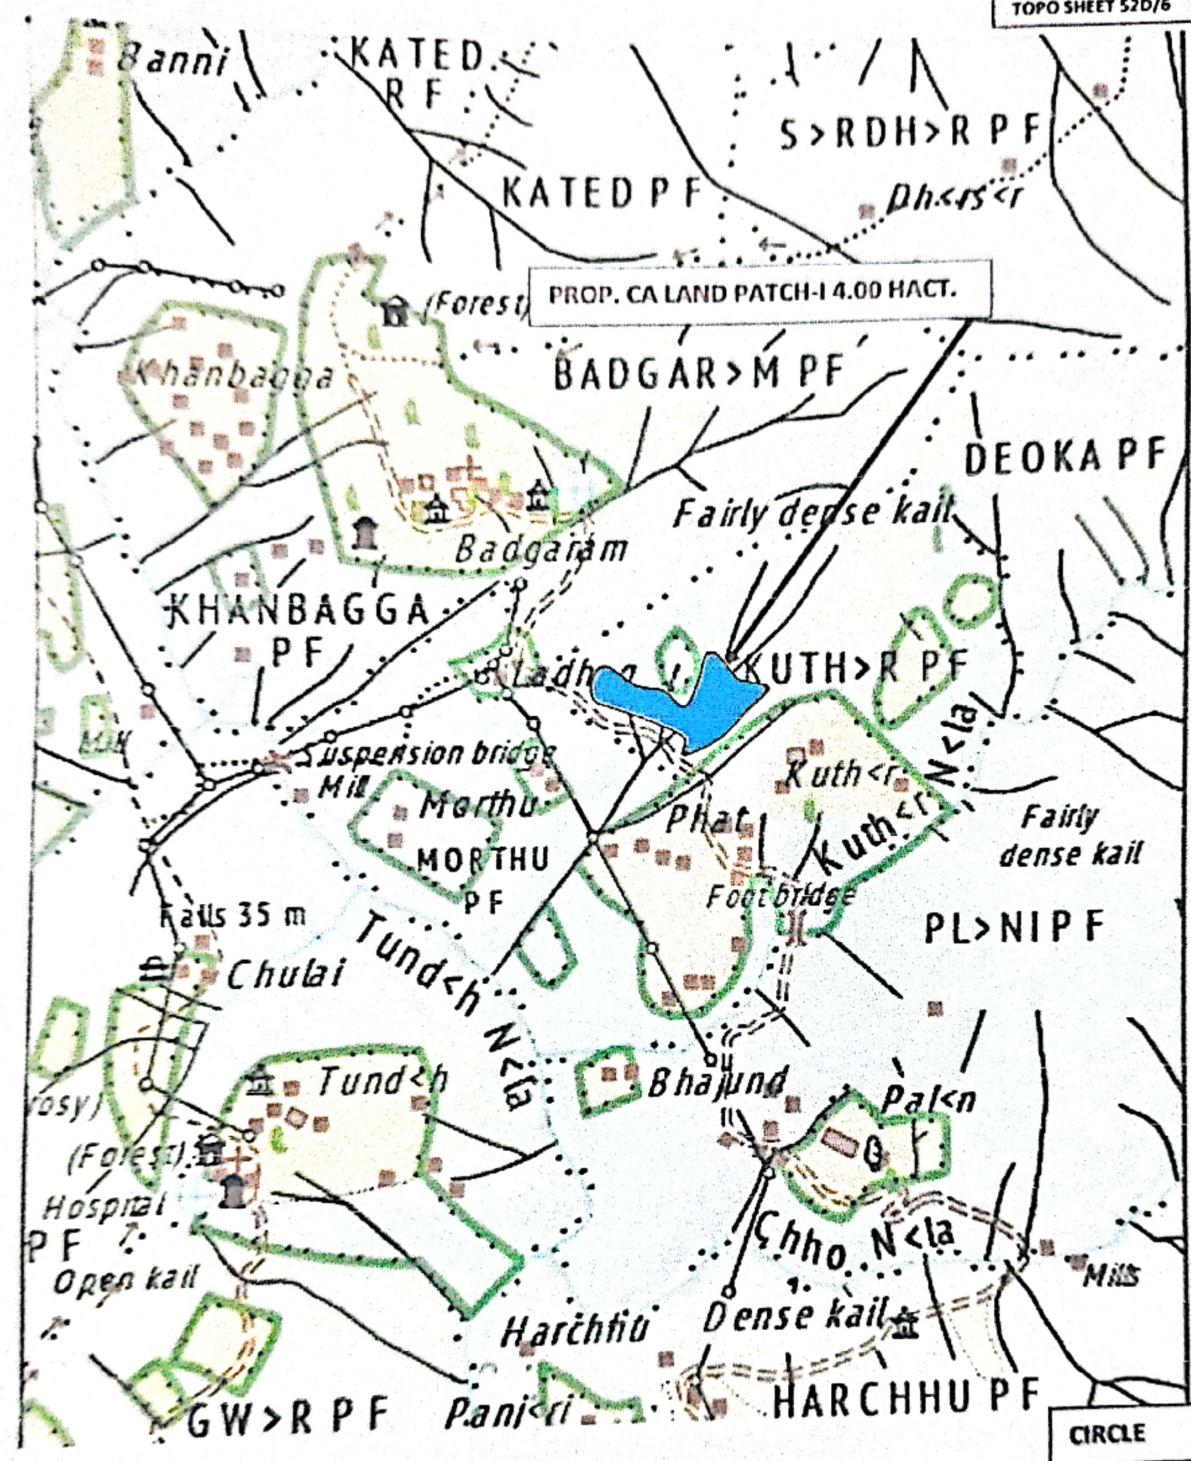 TOPO SHEET 52D/6
Banni
KATED
R F
S>RDH>R P F
KATED P F
Dh<rs<r
PROP. CA LAND PATCH-I 4.00 HACT.
(Forest)
Khanbagga
BADGAR>M PF
DEOKA PF
Fairly dense kail
Badgaram
KHANBAGGA
P F
KUTH>R PF
N<la
Suspension bridge
Mill
Kuth<r
Morthu
Phat
Kuth<r
Fairly
dense kail
MORTHU
P F
Foot bridge
Falls 35 m
PL>NI P F
Tund<h N<la
Chulai
Tund<h
Bhajund
Pal<n
rosy)
(Forest)
Hospital
P F
Chho N<la
Open kail
Mills
Harchhu
Dense kail
GW>R P F
Panj<ri
HARCHHU PF
CIRCLE